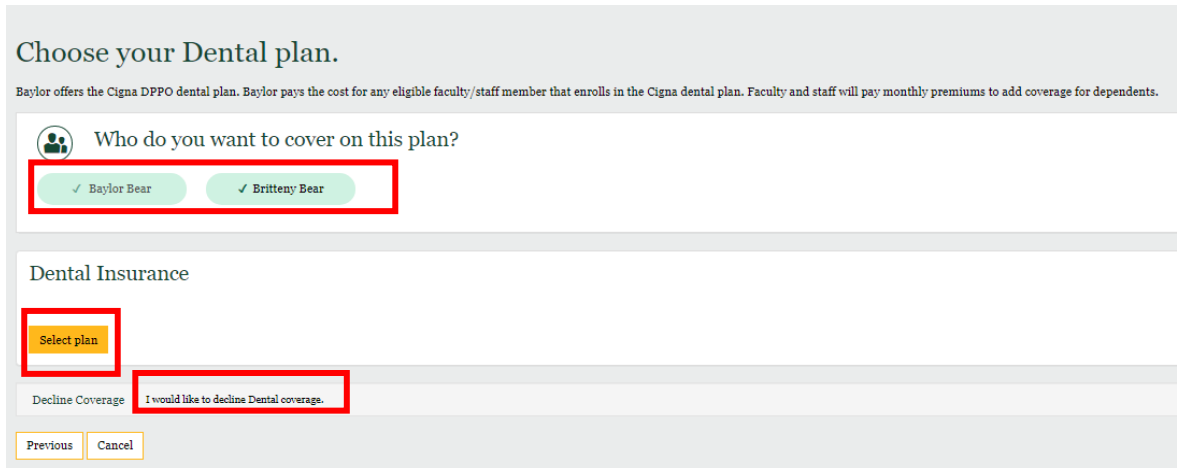 Choose your Dental plan.
Baylor offers the Cigna DPPO dental plan. Baylor pays the cost for any eligible faculty/staff member that enrolls in the Cigna dental plan. Faculty and staff will pay monthly premiums to add coverage for dependents.
Who do you want to cover on this plan?
✓ Baylor Bear ✓ Britteny Bear
Dental Insurance
Select plan
Decline Coverage I would like to decline Dental coverage.
Previous Cancel